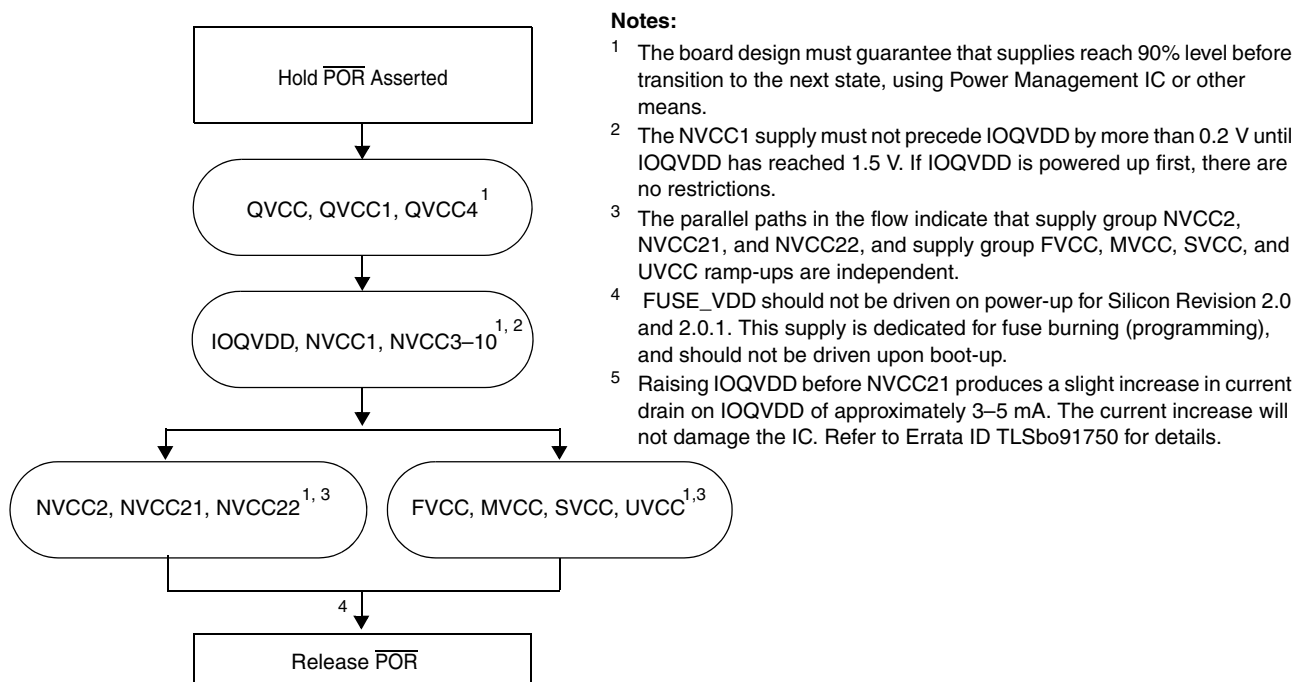 Hold POR Asserted
QVCC, QVCC1, QVCC4 1
IOQVDD, NVCC1, NVCC3–10 1, 2
NVCC2, NVCC21, NVCC22 1, 3
FVCC, MVCC, SVCC, UVCC 1,3
4
Release POR
Notes:
1 The board design must guarantee that supplies reach 90% level before
transition to the next state, using Power Management IC or other
means.
2 The NVCC1 supply must not precede IOQVDD by more than 0.2 V until
IOQVDD has reached 1.5 V. If IOQVDD is powered up first, there are
no restrictions.
3 The parallel paths in the flow indicate that supply group NVCC2,
NVCC21, and NVCC22, and supply group FVCC, MVCC, SVCC, and
UVCC ramp-ups are independent.
4 FUSE_VDD should not be driven on power-up for Silicon Revision 2.0
and 2.0.1. This supply is dedicated for fuse burning (programming),
and should not be driven upon boot-up.
5 Raising IOQVDD before NVCC21 produces a slight increase in current
drain on IOQVDD of approximately 3–5 mA. The current increase will
not damage the IC. Refer to Errata ID TLSbo91750 for details.